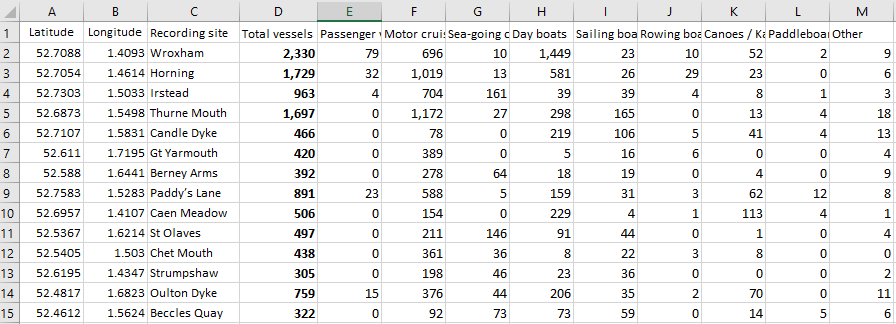 A B C D E F G H I J K L M
1 Latitude Longitude Recording site Total vessels Passenger Motor crui Sea-going c Day boats Sailing boa Rowing boa Canoes / Ka Paddleboar Other
2 52.7088 1.4093 Wroxham 2,330 79 696 10 1,449 23 10 52 2 9
3 52.7054 1.4614 Horning 1,729 32 1,019 13 581 26 29 23 0 6
4 52.7303 1.5033 Irstead 963 4 704 161 39 39 4 8 1 3
5 52.6873 1.5498 Thurne Mouth 1,697 0 1,172 27 298 165 0 13 4 18
6 52.7107 1.5831 Candle Dyke 466 0 78 0 219 106 5 41 4 13
7 52.611 1.7195 Gt Yarmouth 420 0 389 0 5 16 6 0 0 4
8 52.588 1.6441 Berney Arms 392 0 278 64 18 19 0 4 0 9
9 52.7583 1.5283 Paddy’s Lane 891 23 588 5 159 31 3 62 12 8
10 52.6957 1.4107 Caen Meadow 506 0 154 0 229 4 1 113 4 1
11 52.5367 1.6214 St Olaves 497 0 211 146 91 44 0 1 0 4
12 52.5405 1.503 Chet Mouth 438 0 361 36 8 22 3 8 0 0
13 52.6195 1.4347 Strumpshaw 305 0 198 46 23 36 0 0 0 2
14 52.4817 1.6823 Oulton Dyke 759 15 376 44 206 35 2 70 0 11
15 52.4612 1.5624 Beccles Quay 322 0 92 73 73 59 0 14 5 6